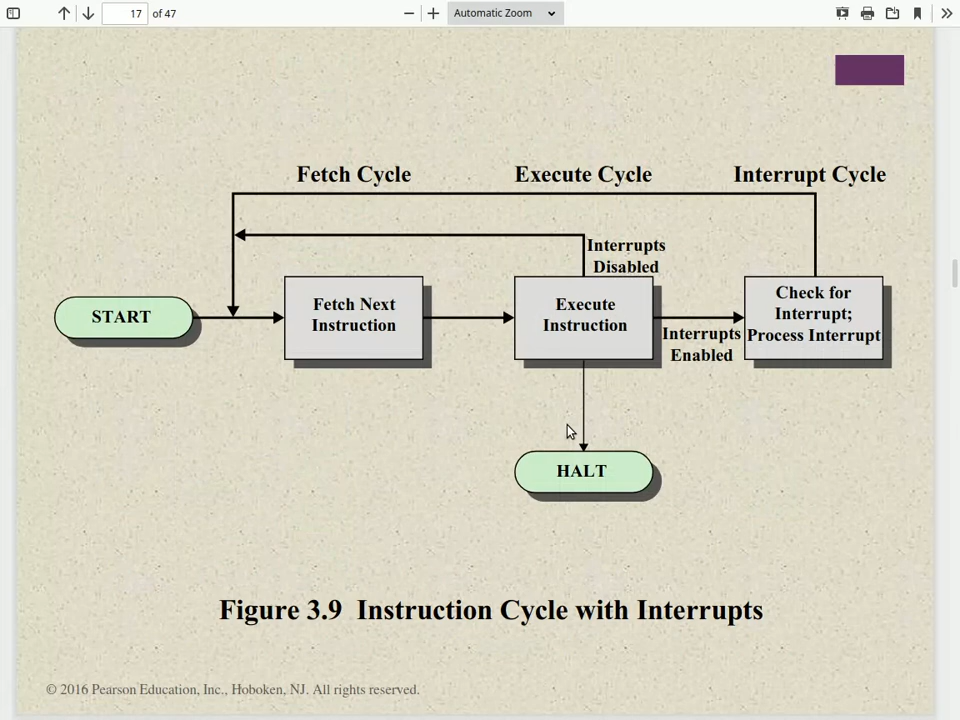 17 of 47
Automatic Zoom
Fetch Cycle Execute Cycle Interrupt Cycle
Interrupts
Disabled
START
Fetch Next
Instruction
Execute
Instruction
Interrupts
Enabled
Check for
Interrupt;
Process Interrupt
HALT
Figure 3.9 Instruction Cycle with Interrupts
© 2016 Pearson Education, Inc., Hoboken, NJ. All rights reserved.